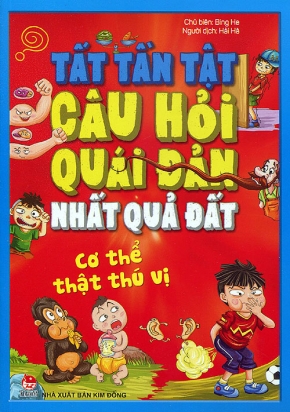 Chủ biên: Bing He
Người dịch: Hải Hà
TẤT TẦN TẬT
CÂU HỎI
QUÁI ĐẢN
NHẤT QUẢ ĐẤT
Cơ thể
thật thú vị
NHÀ XUẤT BẢN KIM ĐỒNG